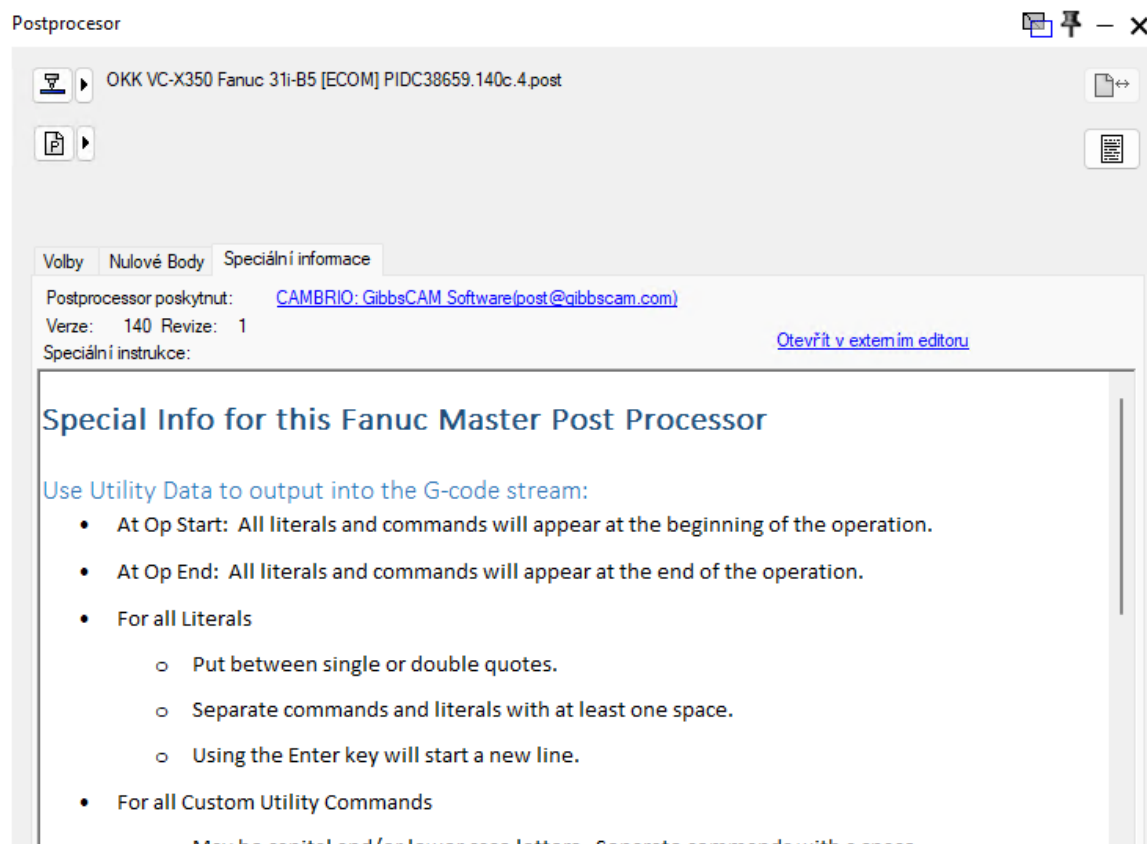 Postprocesor
OKK VC-X350 Fanuc 31i-B5 [ECOM] PIDC38659.140c.4.post
Volby Nulové Body Speciální informace
Postprocessor poskytnut: CAMBRIO: GibbsCAM Software(post@gibbscam.com)
Verze: 140 Revize: 1
Otevřít v externím editoru
Speciální instrukce:
Special Info for this Fanuc Master Post Processor
Use Utility Data to output into the G-code stream:
• At Op Start: All literals and commands will appear at the beginning of the operation.
• At Op End: All literals and commands will appear at the end of the operation.
• For all Literals
o Put between single or double quotes.
o Separate commands and literals with at least one space.
o Using the Enter key will start a new line.
• For all Custom Utility Commands